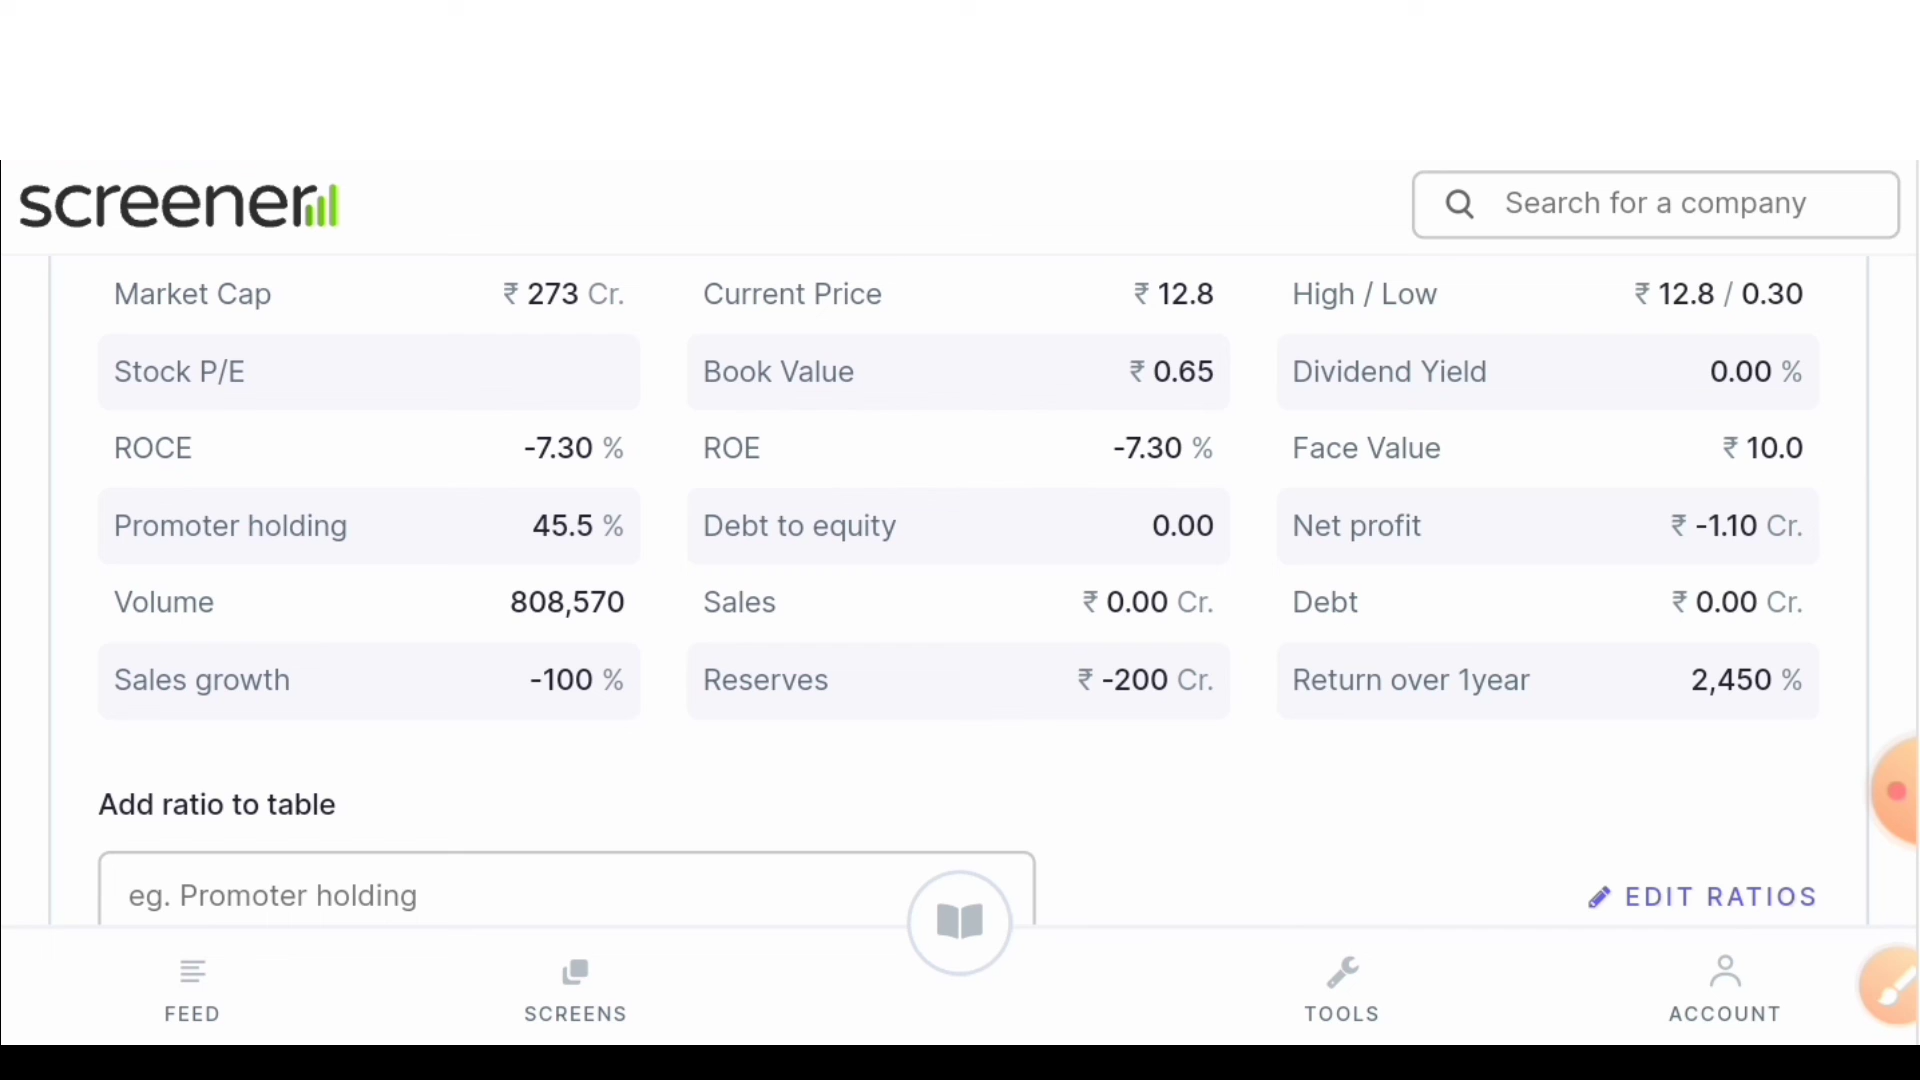 screener
Search for a company
Market Cap ₹ 273 Cr. Current Price ₹ 12.8 High / Low ₹ 12.8 / 0.30
Stock P/E Book Value ₹ 0.65 Dividend Yield 0.00 %
ROCE -7.30 % ROE -7.30 % Face Value ₹ 10.0
Promoter holding 45.5 % Debt to equity 0.00 Net profit ₹ -1.10 Cr.
Volume 808,570 Sales ₹ 0.00 Cr. Debt ₹ 0.00 Cr.
Sales growth -100 % Reserves ₹ -200 Cr. Return over 1year 2,450 %
Add ratio to table
eg. Promoter holding
EDIT RATIOS
FEED SCREENS TOOLS ACCOUNT